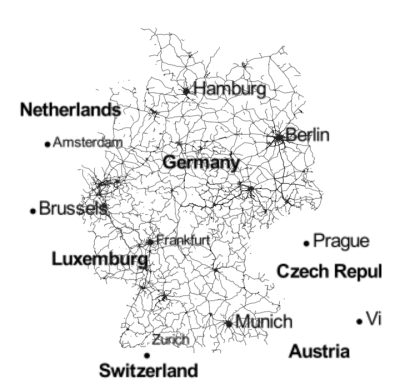 Hamburg
Netherlands
Berlin
Amsterdam
Germany
Brussels
Frankfurt
Prague
Luxemburg
Czech Repul
Munich
Vi
Zurich
Austria
Switzerland